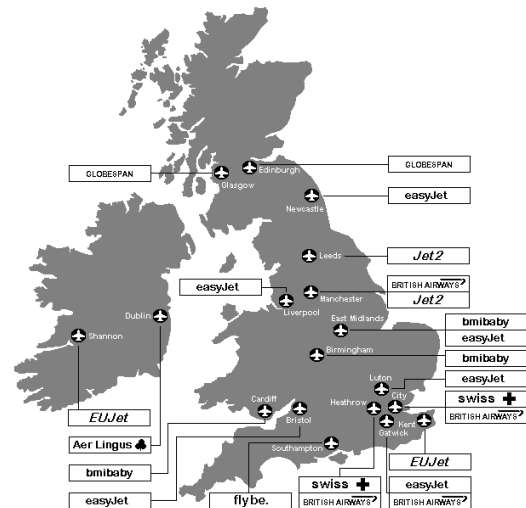 Edinburgh
GLOBESPAN
GLOBESPAN
Glasgow
Newcastle
easyJet
Leeds
Jet2
BRITISH AIRWAYS
easyJet
Manchester
Jet2
Liverpool
East Midlands
bmibaby
Dublin
easyJet
Shannon
Birmingham
bmibaby
Luton
easyJet
Cardiff
Heathrow
City
swiss
EUJet
Bristol
Kent
BRITISH AIRWAYS
Gatwick
Aer Lingus
Southampton
EUJet
bmibaby
swiss
easyJet
easyJet
flybe.
BRITISH AIRWAYS
BRITISH AIRWAYS